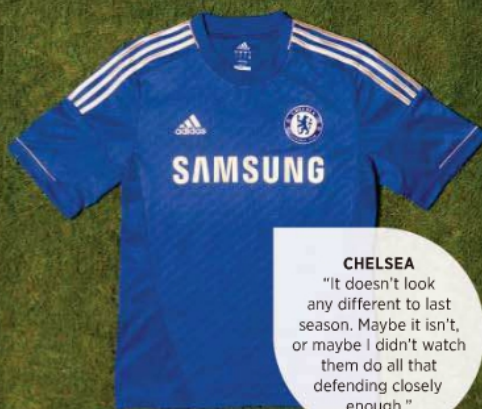 adidas
SAMSUNG
CHELSEA
"It doesn't look
any different to last
season. Maybe it isn't,
or maybe I didn't watch
them do all that
defending closely
enough."